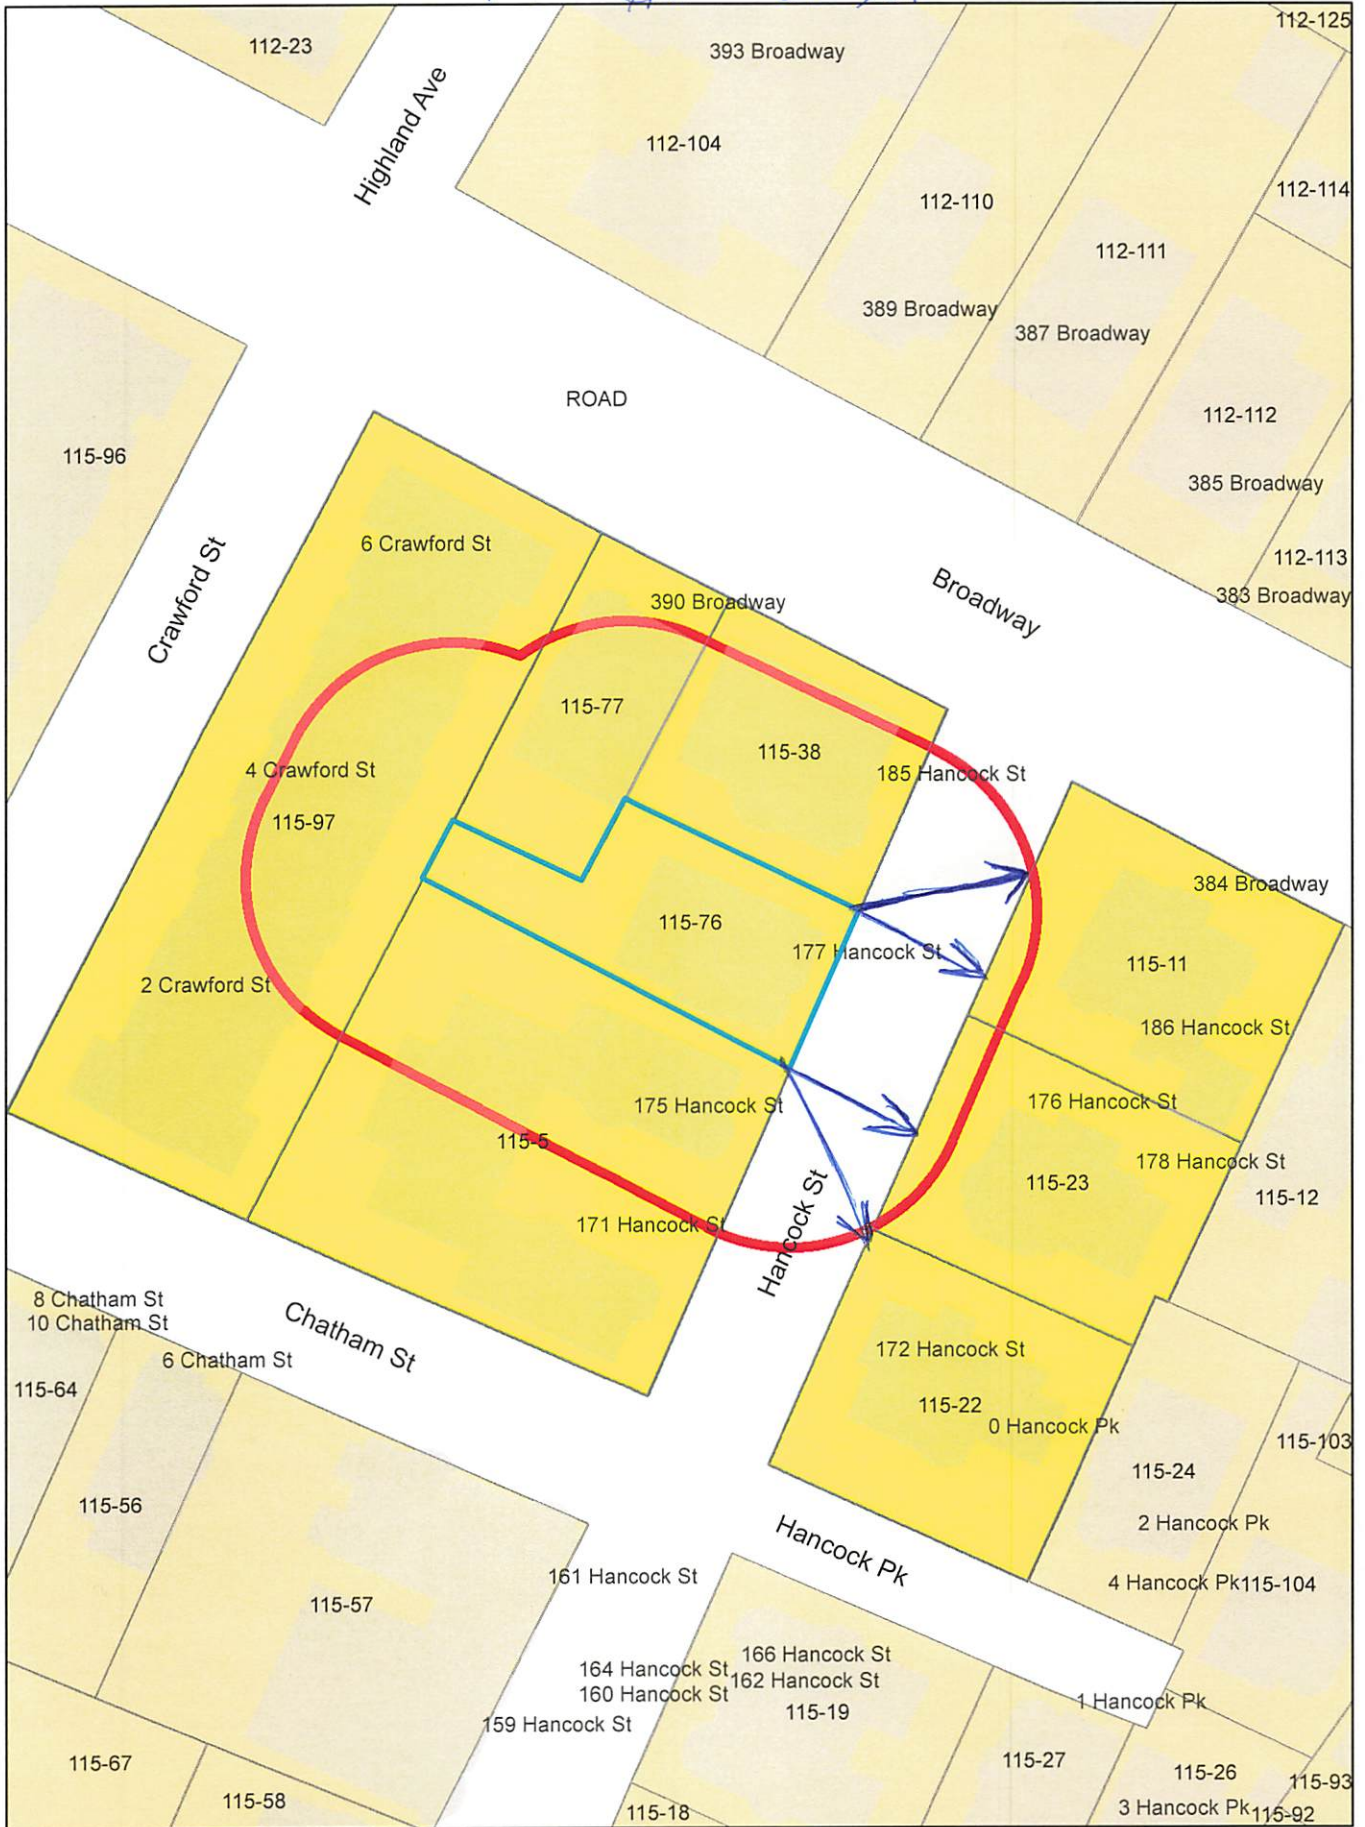 112-23
393 Broadway
112-125
Highland Ave
112-104
112-110
112-114
112-111
389 Broadway
387 Broadway
ROAD
112-112
115-96
385 Broadway
6 Crawford St
112-113
Crawford St
390 Broadway
Broadway
383 Broadway
115-77
115-38
4 Crawford St
185 Hancock St
115-97
384 Broadway
115-76
177 Hancock St
115-11
2 Crawford St
186 Hancock St
175 Hancock St
176 Hancock St
115-5
178 Hancock St
115-23
115-12
171 Hancock St
Hancock St
8 Chatham St
10 Chatham St
Chatham St
6 Chatham St
172 Hancock St
115-64
115-22
0 Hancock Pk
115-103
115-24
115-56
2 Hancock Pk
Hancock Pk
161 Hancock St
4 Hancock Pk
115-104
115-57
166 Hancock St
164 Hancock St
162 Hancock St
160 Hancock St
115-19
1 Hancock Pk
159 Hancock St
115-67
115-27
115-26
115-93
115-58
115-18
3 Hancock Pk
115-92